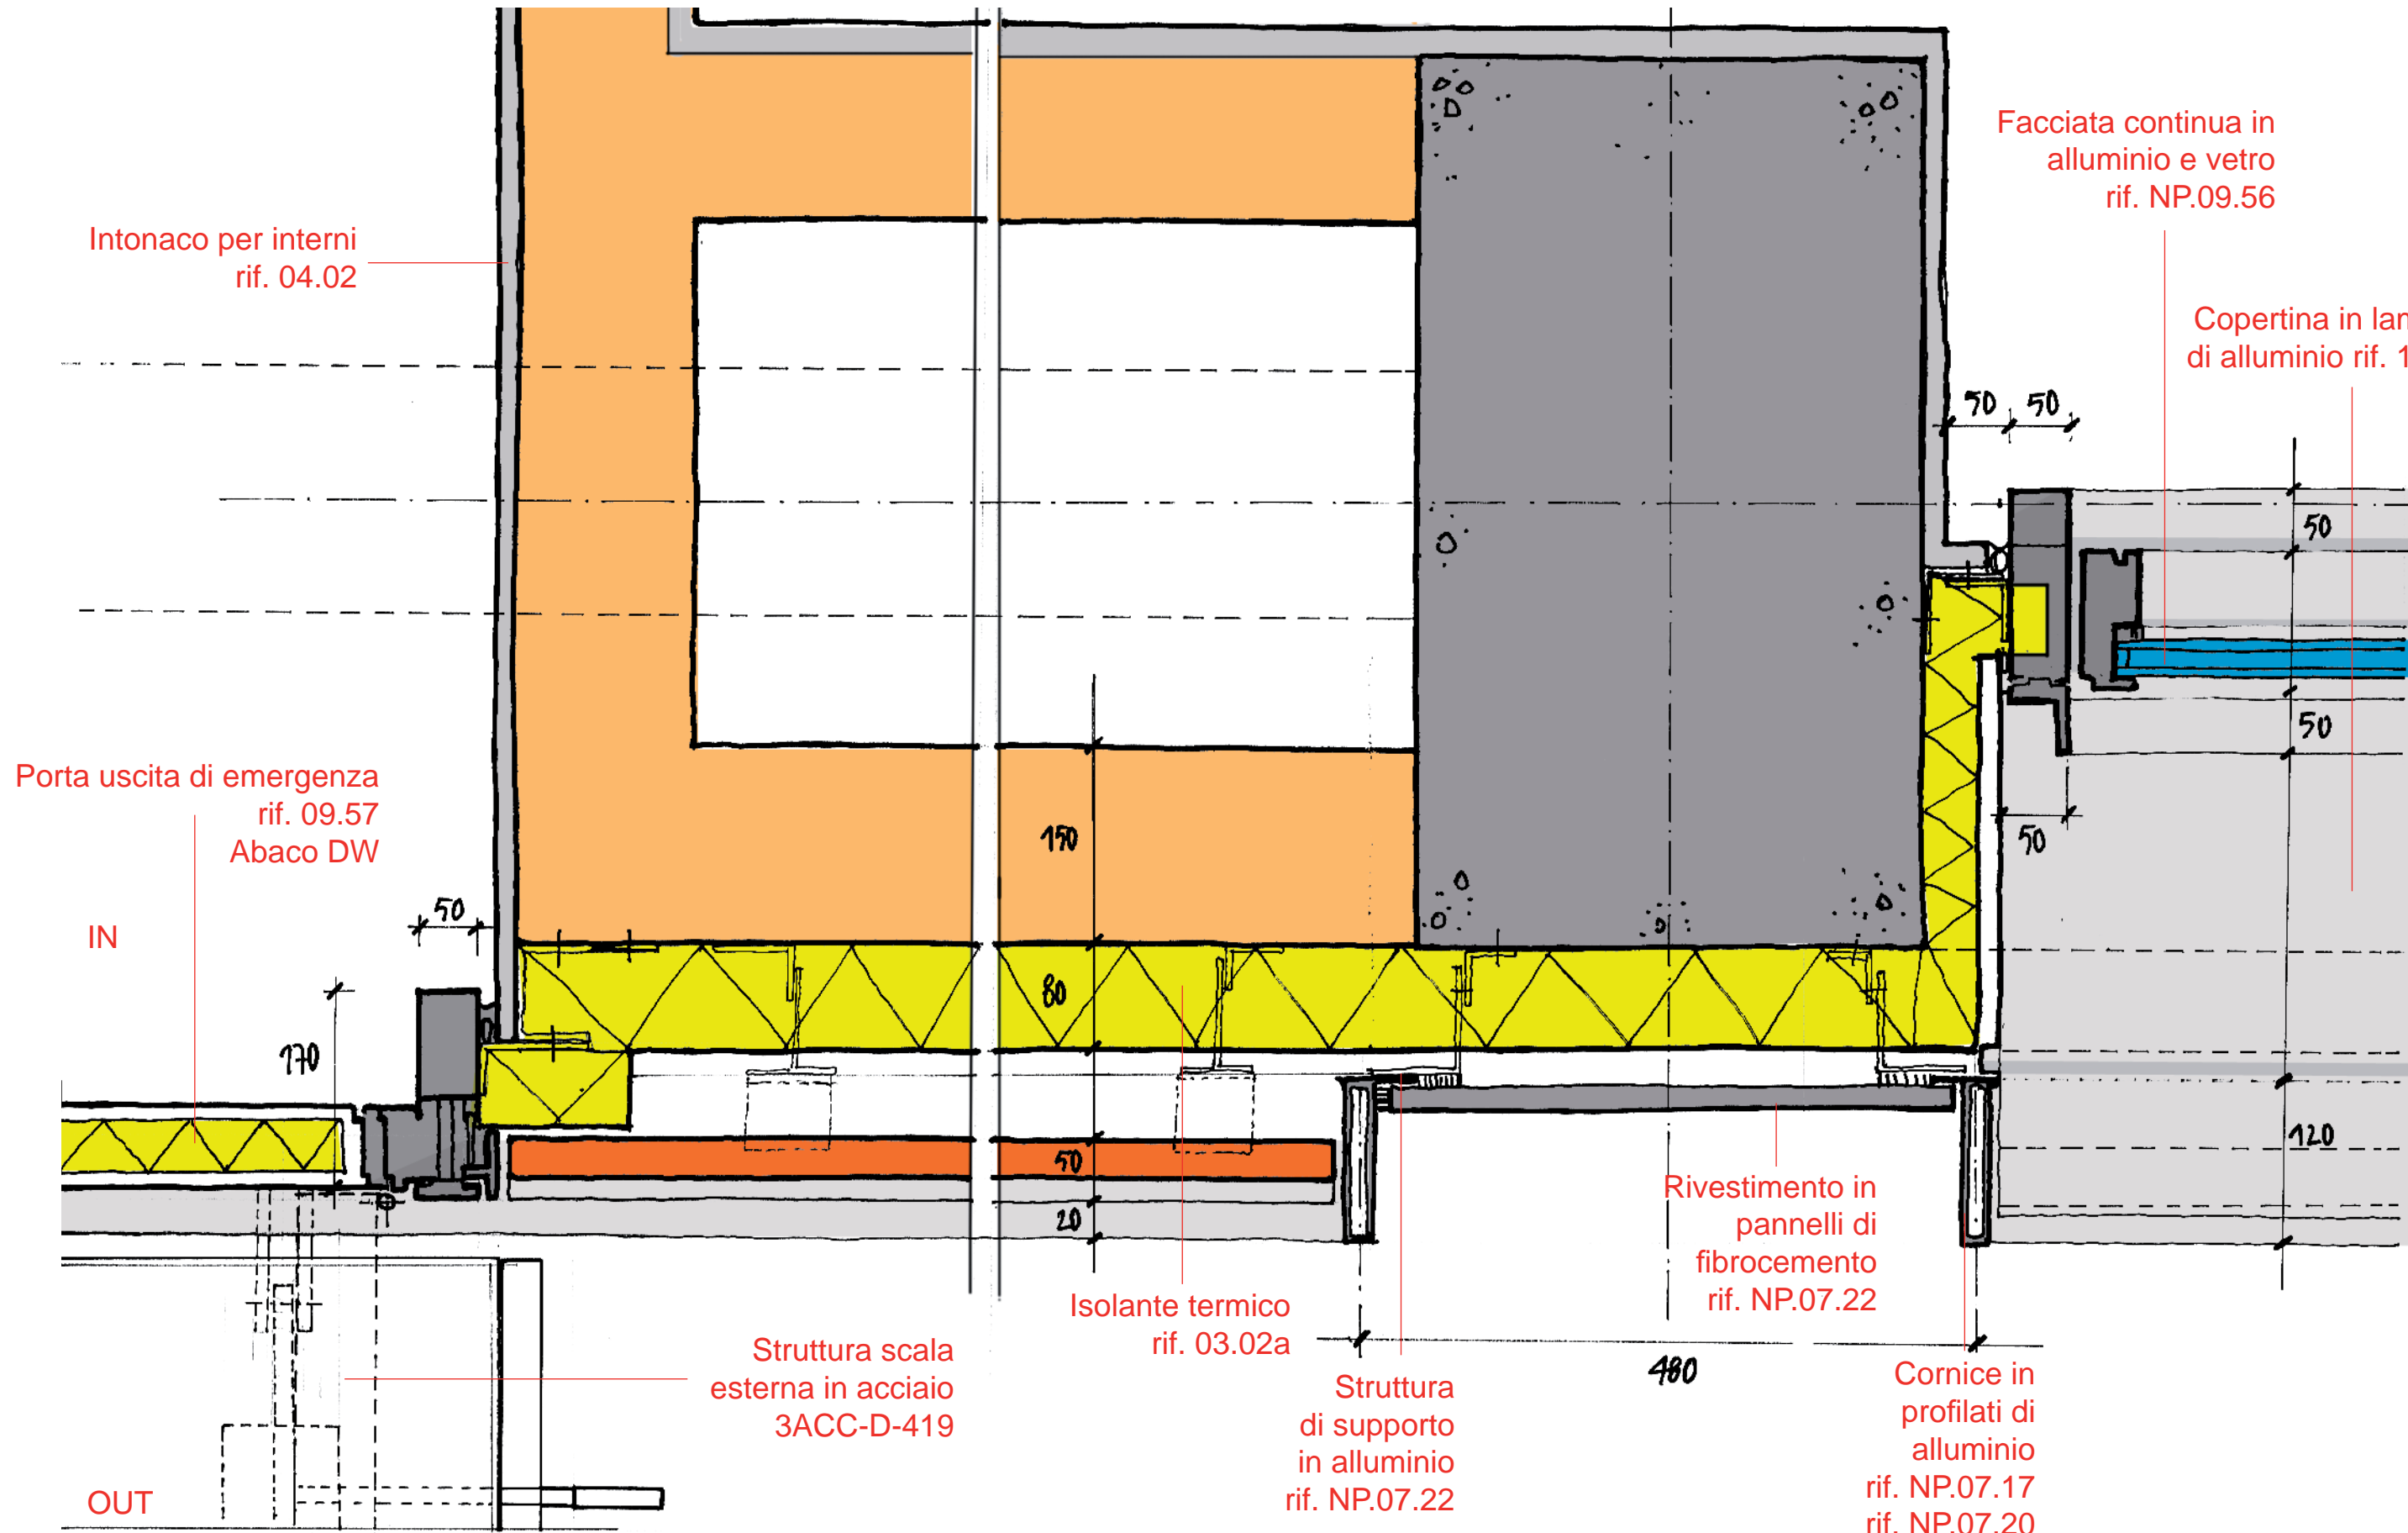 Facciata continua in
alluminio e vetro
rif. NP.09.56
Intonaco per interni
rif. 04.02
Copertina in
di alluminio rif.
50 50
50
Porta uscita di emergenza
rif. 09.57
Abaco DW
50
150
50
50
IN
80
170
120
50
20
Rivestimento in
pannelli di
fibrocemento
rif. NP.07.22
Isolante termico
rif. 03.02a
Struttura scala
esterna in acciaio
3ACC-D-419
480
Struttura
di supporto
in alluminio
rif. NP.07.22
Cornice in
profilati di
alluminio
rif. NP.07.17
rif. NP.07.20
OUT